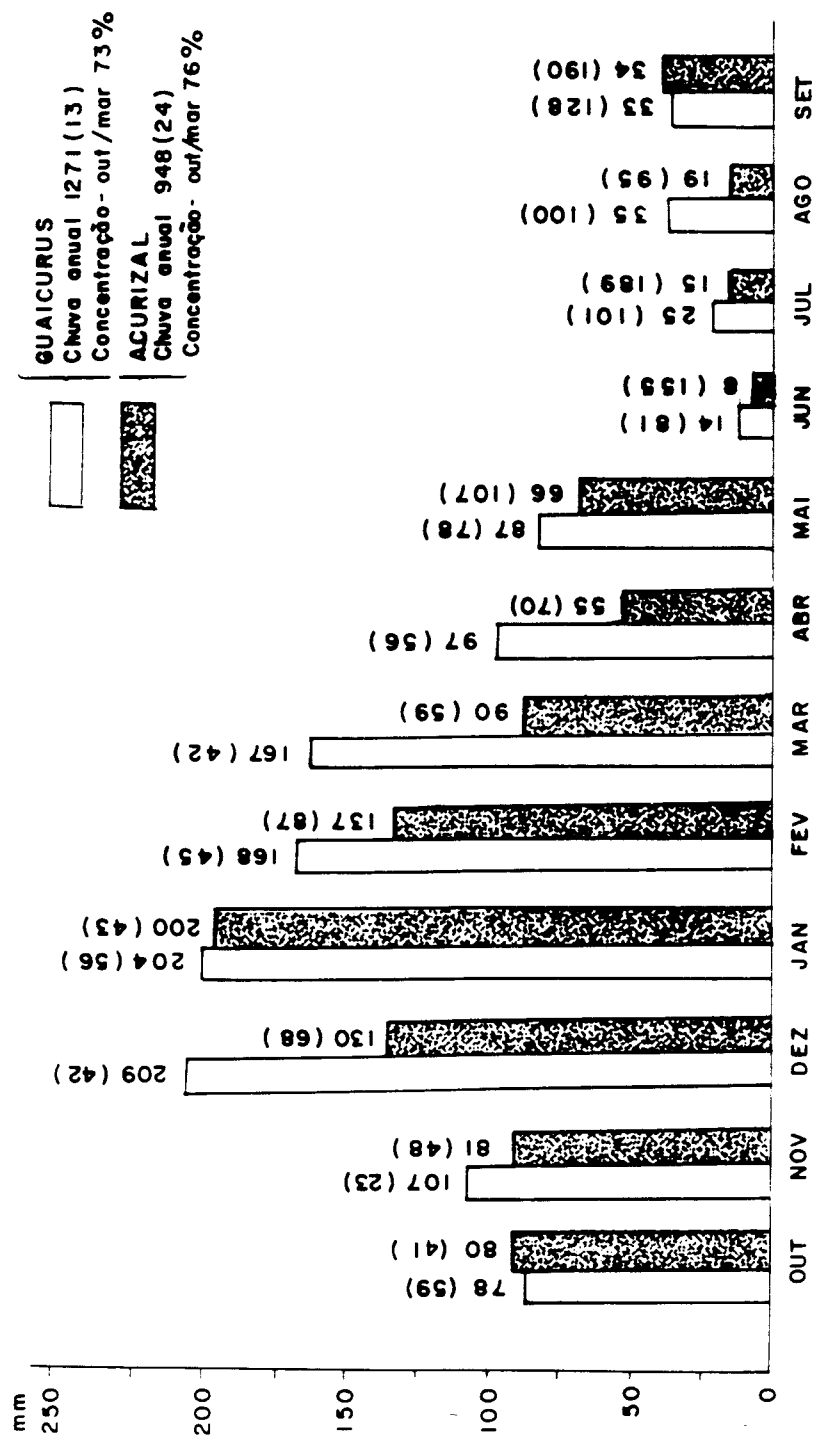 mm
250
200
150
100
50
0
GUAICURUS
Chuva anual 1271 (13)
Concentração - out/mar 73%
ACURIZAL
Chuva anual 948 (24)
Concentração - out/mar 76%
78 (59)
80 (41)
107 (23)
81 (48)
209 (42)
130 (68)
204 (56)
200 (43)
168 (45)
137 (87)
167 (42)
90 (59)
97 (56)
55 (70)
87 (78)
66 (107)
14 (81)
8 (155)
25 (101)
15 (189)
35 (100)
19 (95)
33 (128)
34 (190)
OUT
NOV
DEZ
JAN
FEV
MAR
ABR
MAI
JUN
JUL
AGO
SET